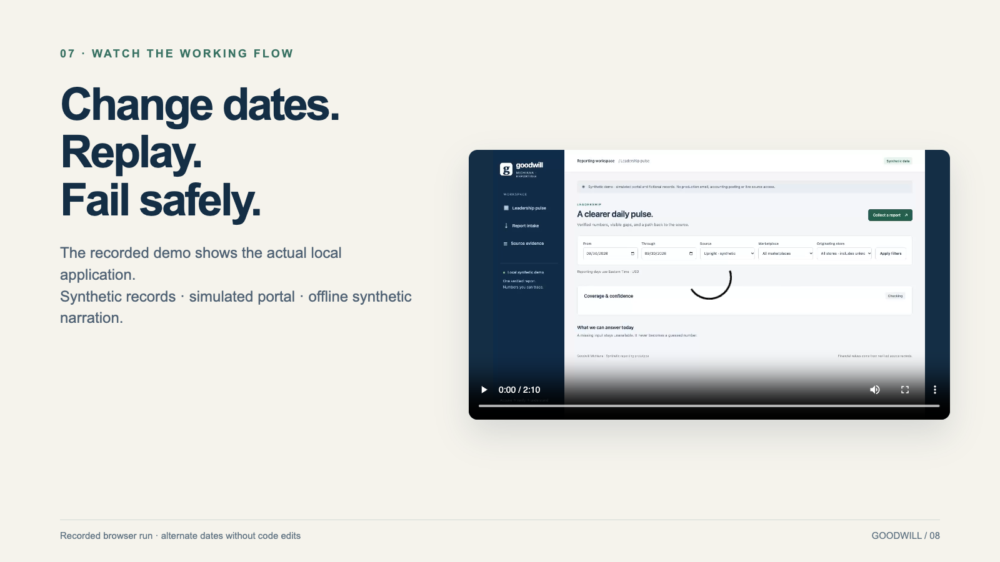 07 · WATCH THE WORKING FLOW
Change dates.
Replay.
Fail safely.
The recorded demo shows the actual local
application.
Synthetic records · simulated portal · offline synthetic
narration.
g goodwill
MICHIANA ·
REPORTING
WORKSPACE
Leadership pulse
Report intake
Source evidence
Local synthetic demo
One verified report.
Numbers you can trace.
Reporting workspace / Leadership pulse
Synthetic data
Synthetic demo · simulated portal and fictional records. No production email, accounting posting or live source access.
LEADERSHIP
A clearer daily pulse.
Verified numbers, visible gaps, and a path back to the source.
Collect a report
From Through Source Marketplace Originating store
09/30/2026 09/30/2026 Upright · synthetic All marketplaces All stores · includes unkno Apply filters
Reporting days use Eastern Time · USD
Coverage & confidence Checking
What we can answer today
A missing input stays unavailable. It never becomes a guessed number.
Goodwill Michiana · Synthetic reporting prototype Financial values come from verified source records.
0:00 / 2:10
Recorded browser run · alternate dates without code edits
GOODWILL / 08